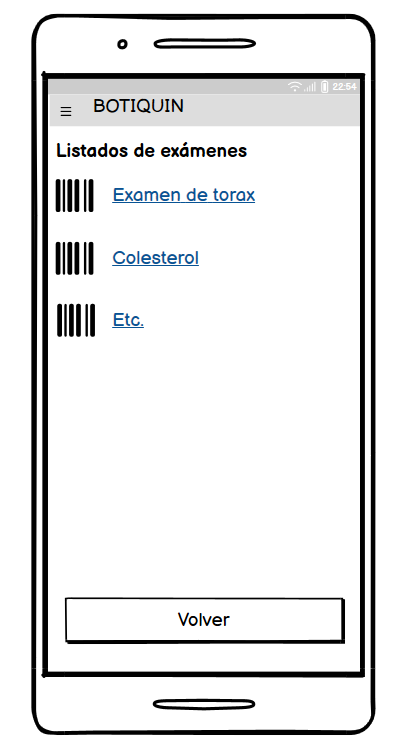 22:54
BOTIQUIN
Listados de exámenes
Examen de torax
Colesterol
Etc.
Volver